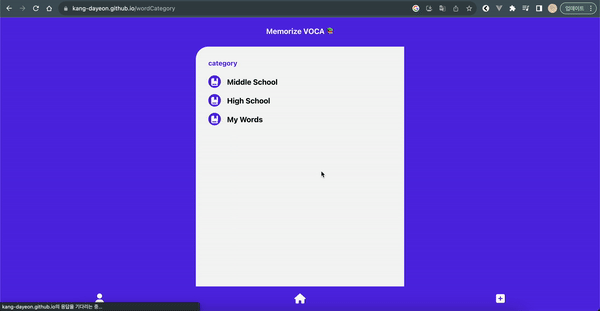 kang-dayeon.github.io/wordCategory
업데이트
Memorize VOCA
category
Middle School
High School
My Words
kang-dayeon.github.io의 응답을 기다리는 중...